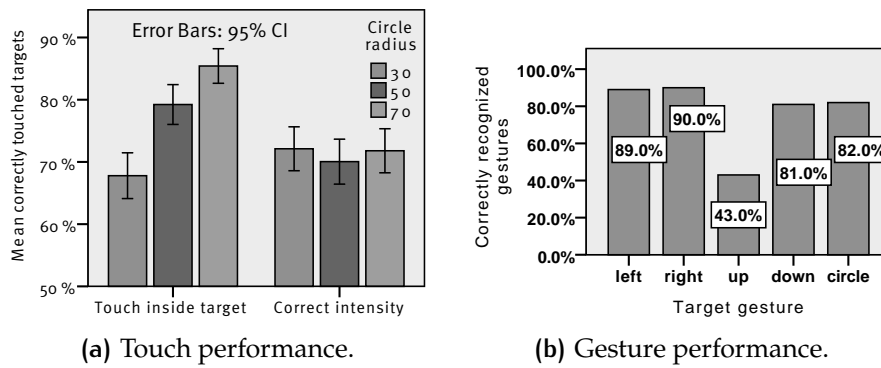 Error Bars: 95% CI
Circle
radius
30
50
70
Mean correctly touched targets
90 %
80 %
70 %
60 %
50 %
Touch inside target
Correct intensity
(a) Touch performance.
Correctly recognized
gestures
100.0%
80.0%
60.0%
40.0%
20.0%
0.0%
89.0%
90.0%
43.0%
81.0%
82.0%
left
right
up
down
circle
Target gesture
(b) Gesture performance.